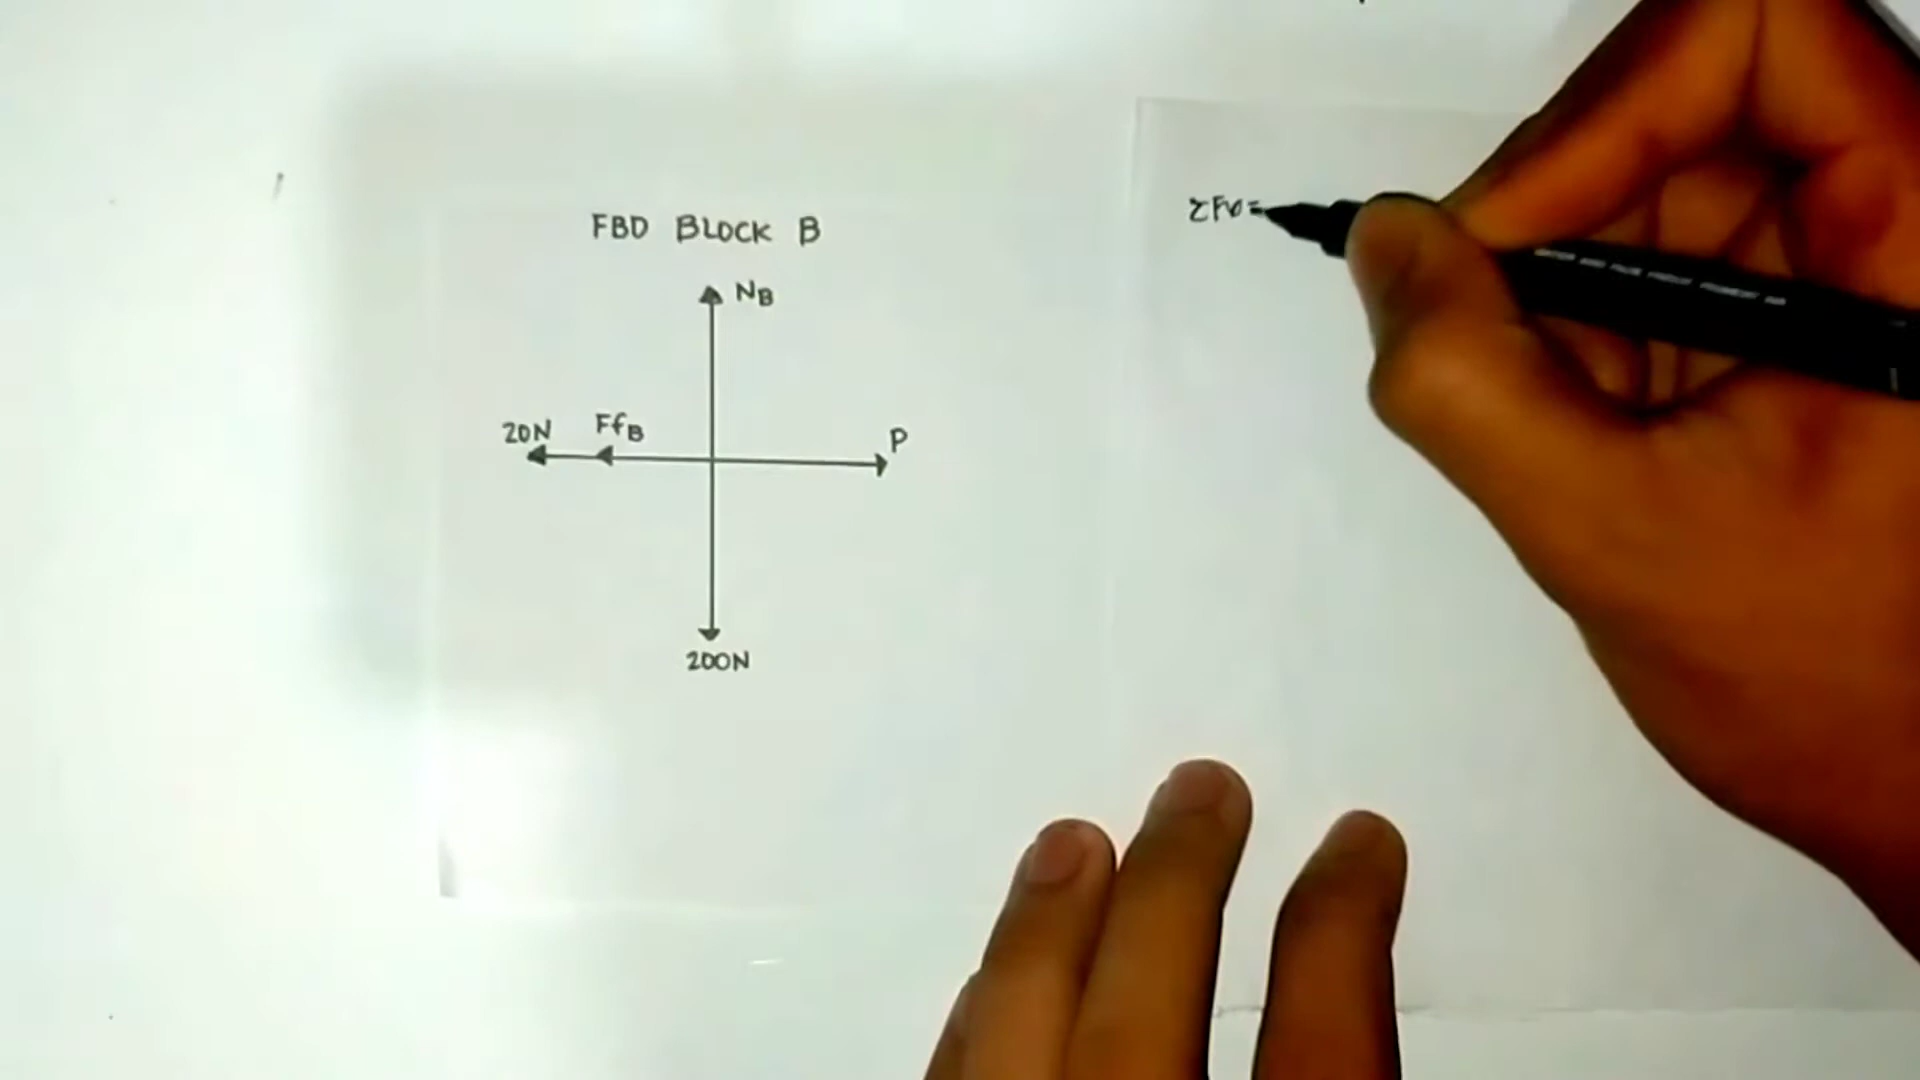 FBD BLOCK B
NB
20N FfB P
200N
ΣFv=